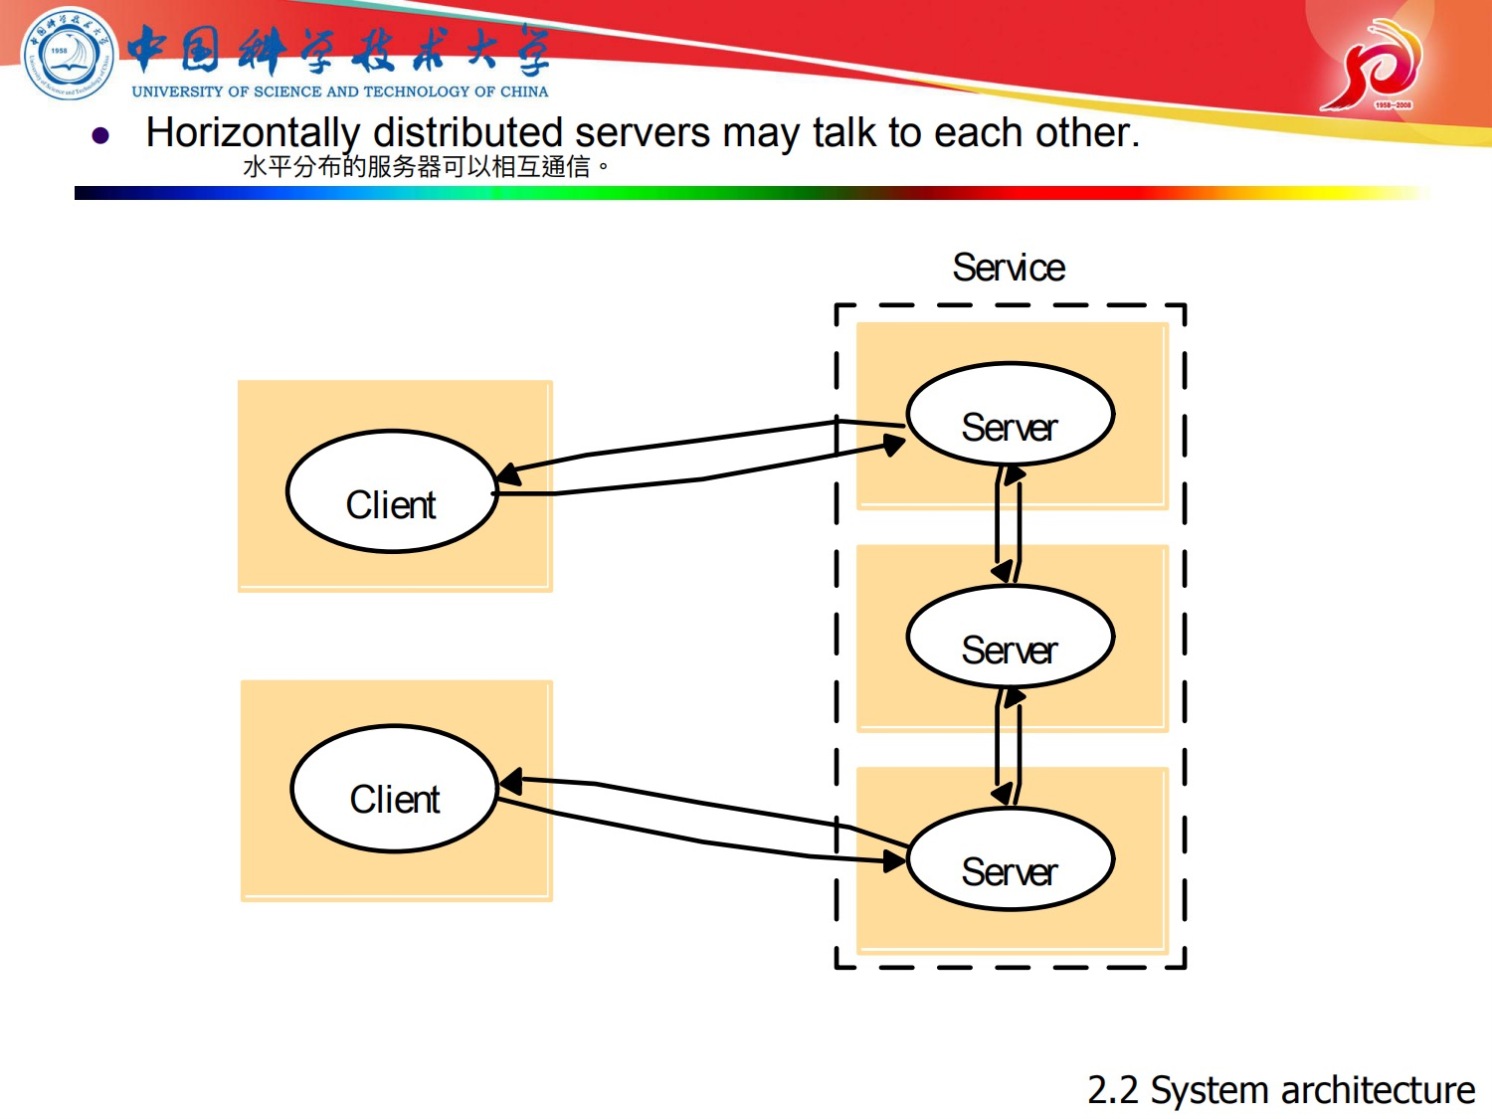 中国科学技术大学
UNIVERSITY OF SCIENCE AND TECHNOLOGY OF CHINA
1958
1958—2008
● Horizontally distributed servers may talk to each other.
水平分布的服务器可以相互通信。
Service
Server
Client
Server
Client
Server
2.2 System architecture